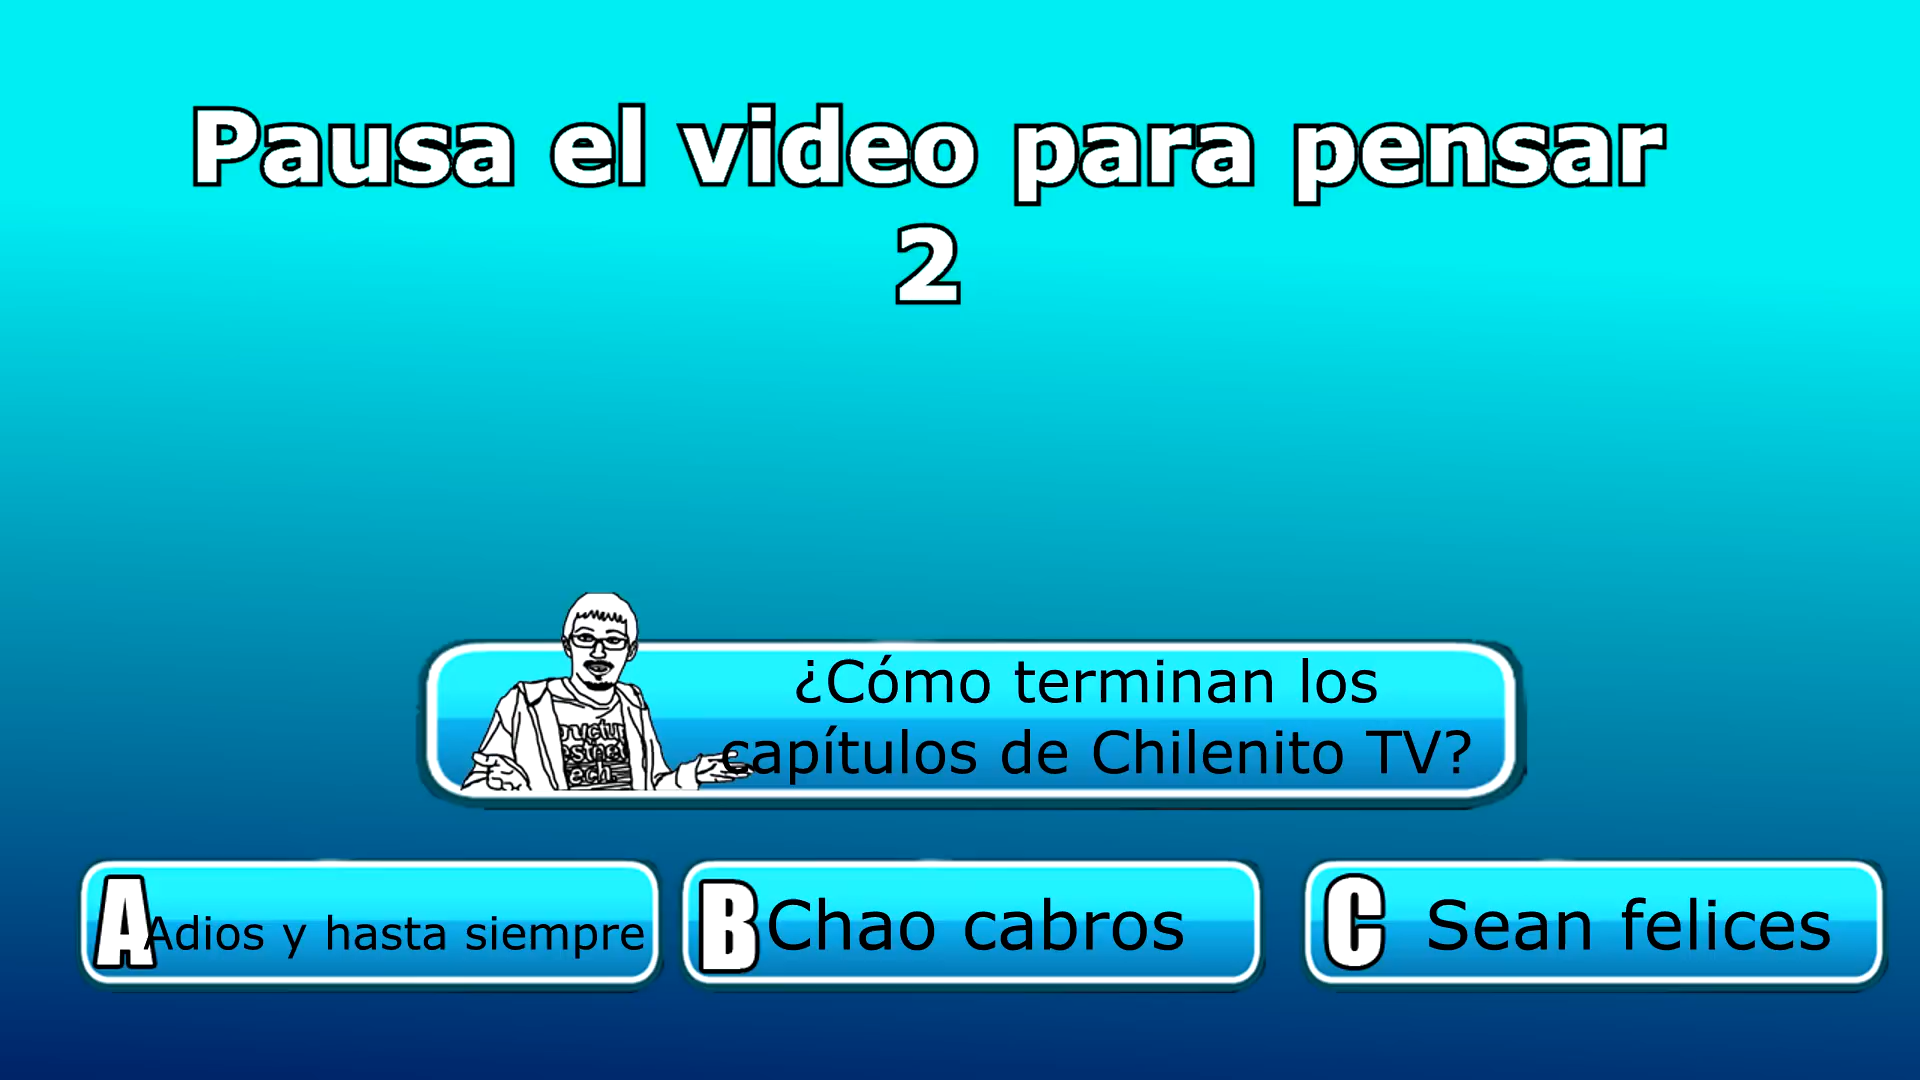 Pausa el video para pensar
2
¿Cómo terminan los
capítulos de Chilenito TV?
A Adios y hasta siempre
B Chao cabros
C Sean felices